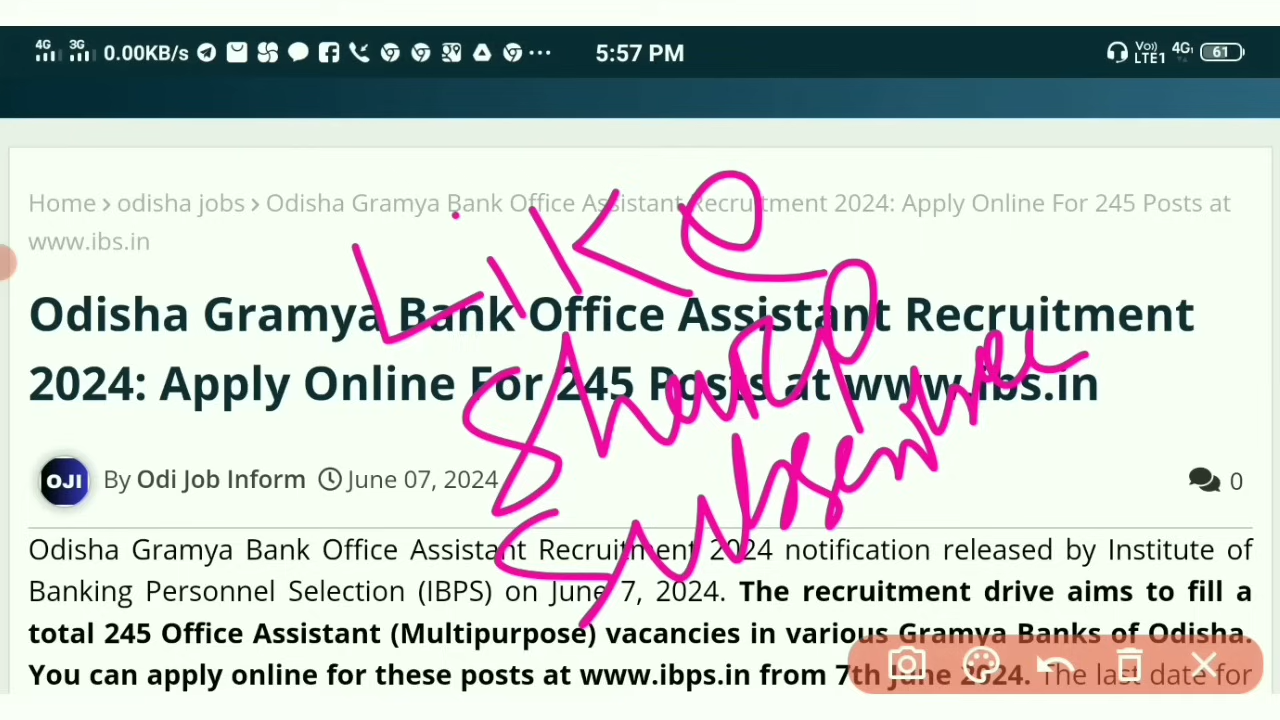 4G 3G 0.00KB/s 5:57 PM Vo) LTE1 4G 61
Home › odisha jobs › Odisha Gramya Bank Office Assistant Recruitment 2024: Apply Online For 245 Posts at
www.ibs.in
Like
Odisha Gramya Bank Office Assistant Recruitment
2024: Apply Online For 245 Posts at www.ibs.in
Share
OJI By Odi Job Inform June 07, 2024 0
Subscribe
Odisha Gramya Bank Office Assistant Recruitment 2024 notification released by Institute of
Banking Personnel Selection (IBPS) on June 7, 2024. The recruitment drive aims to fill a
total 245 Office Assistant (Multipurpose) vacancies in various Gramya Banks of Odisha.
You can apply online for these posts at www.ibps.in from 7th June 2024. The last date for